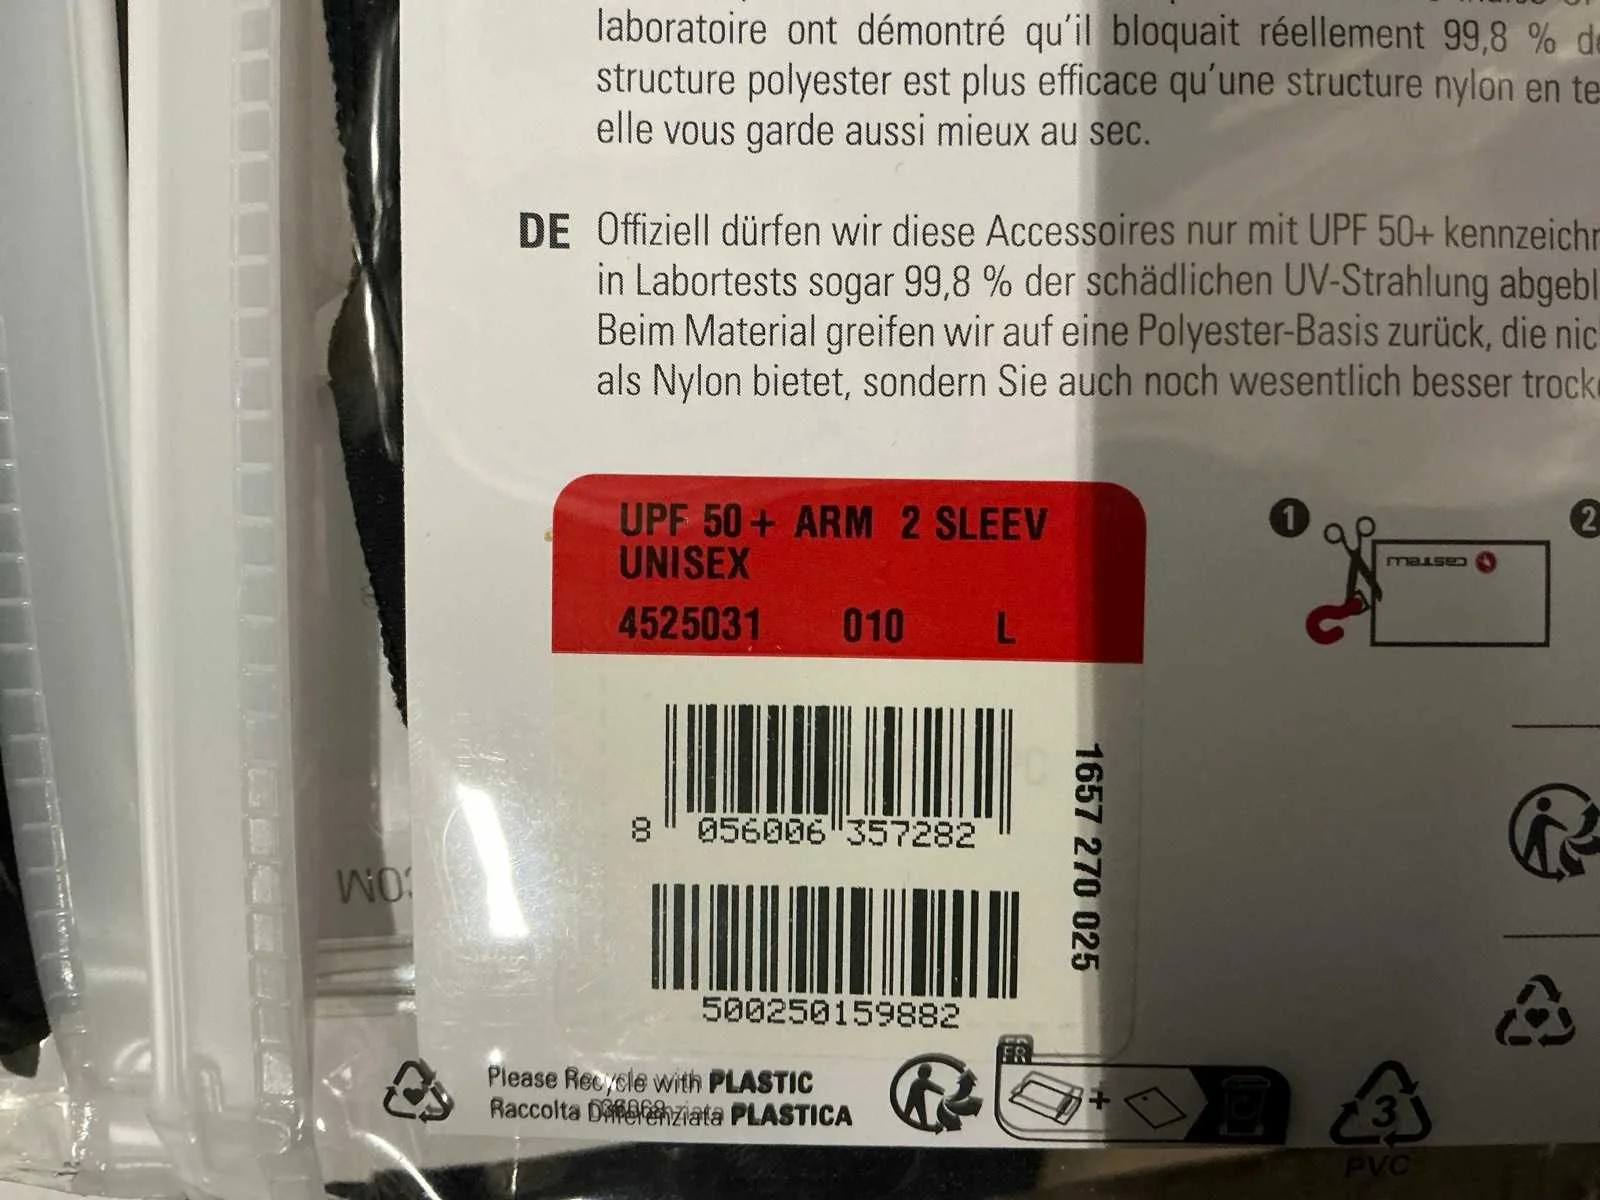 laboratoire ont démontré qu'il bloquait réellement 99,8 %
structure polyester est plus efficace qu'une structure nylon en
elle vous garde aussi mieux au sec.
DE Offiziell dürfen wir diese Accessoires nur mit UPF 50+
in Labortests sogar 99,8 % der schädlichen UV-Strahlung
Beim Material greifen wir auf eine Polyester-Basis zurück, die
als Nylon bietet, sondern Sie auch noch wesentlich besser
UPF 50+ ARM 2 SLEEV
UNISEX
4525031 010 L
1 2
CASTELLI
8 056006 357282
1657 270 025
500250159882
FR
Please Recycle with PLASTIC
Raccolta Differenziata PLASTICA
3
PVC